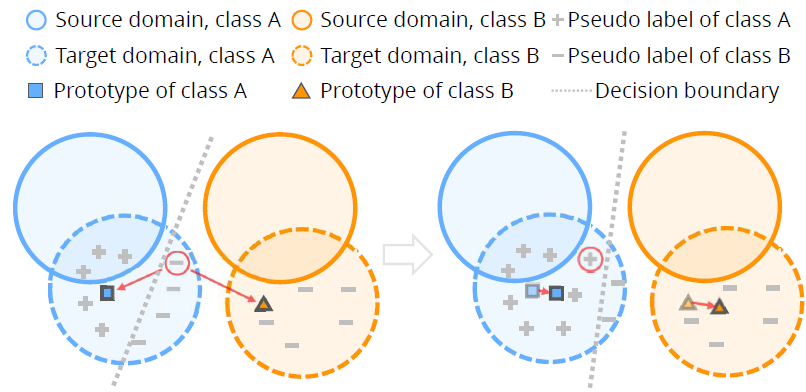 Source domain, class A Source domain, class B Pseudo label of class A
Target domain, class A Target domain, class B Pseudo label of class B
Prototype of class A Prototype of class B Decision boundary